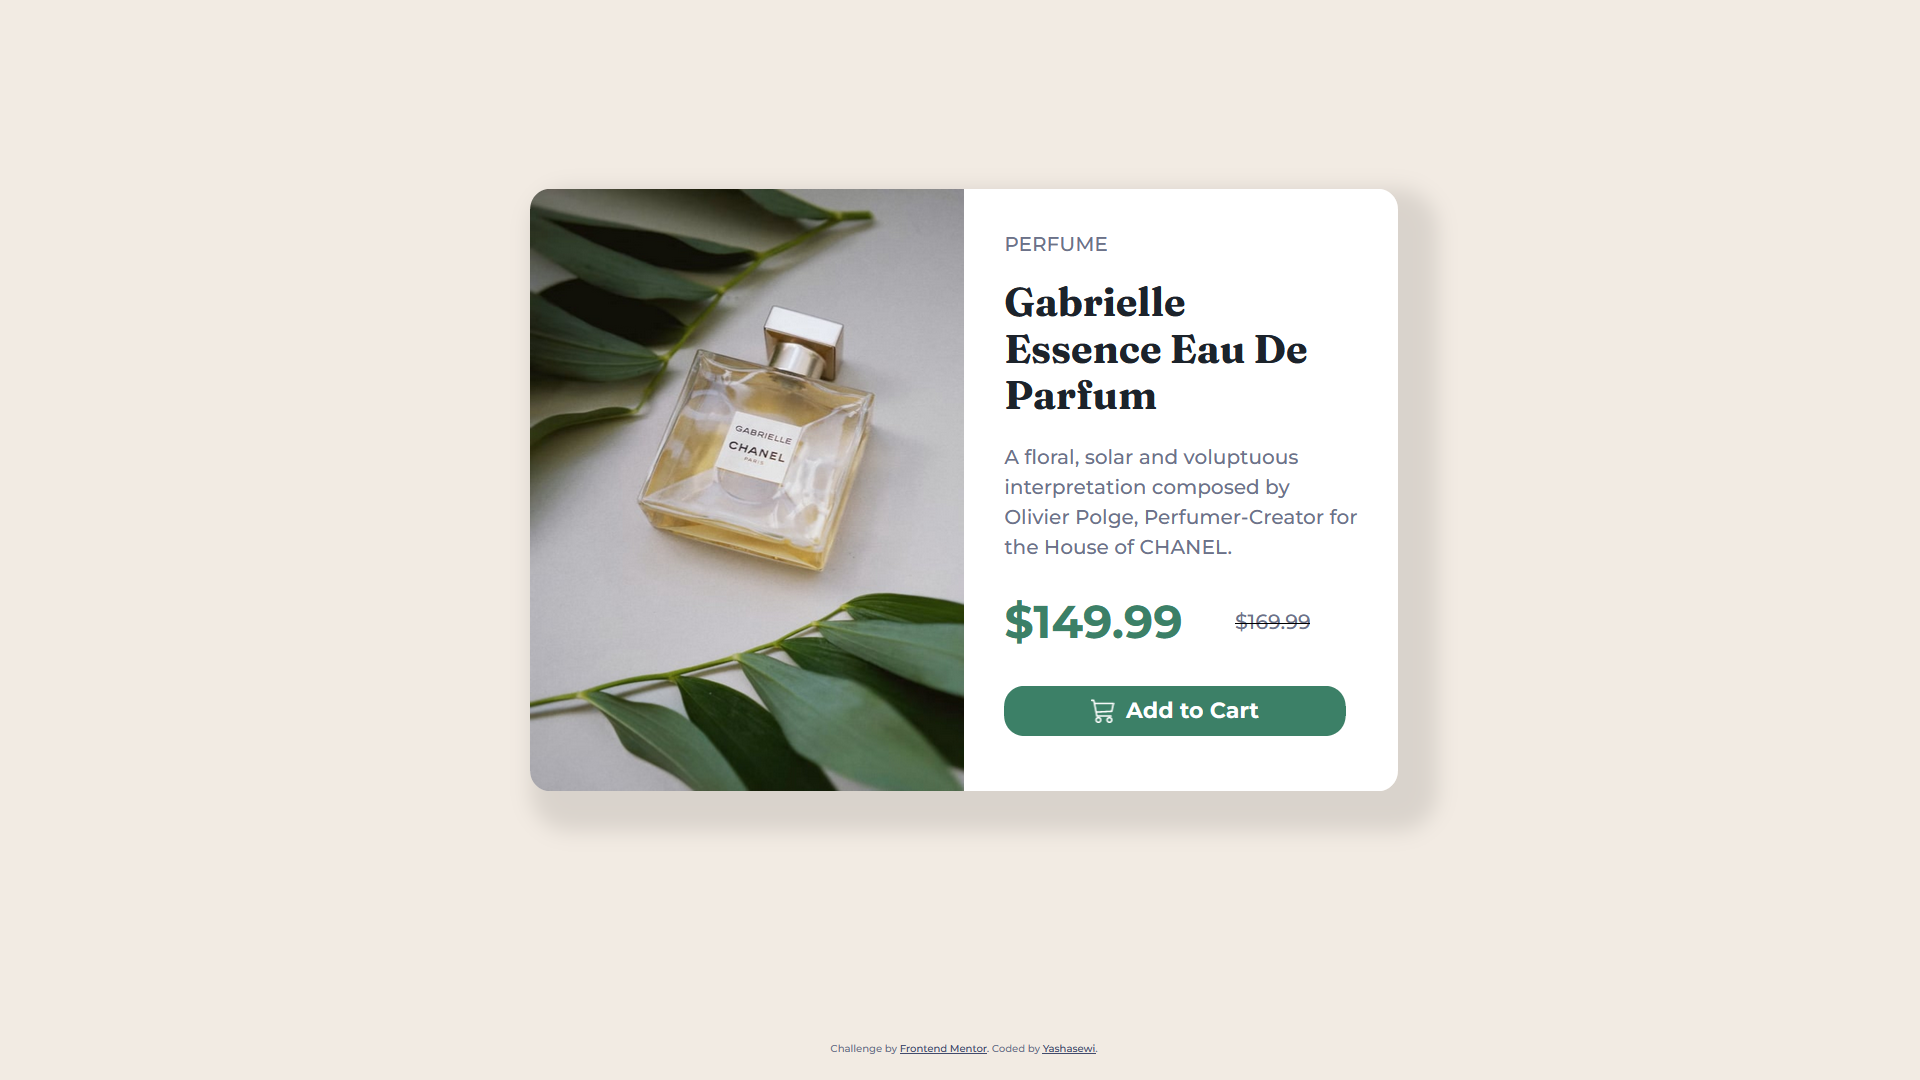 GABRIELLE
CHANEL
PARIS
PERFUME
Gabrielle
Essence Eau De
Parfum
A floral, solar and voluptuous
interpretation composed by
Olivier Polge, Perfumer-Creator for
the House of CHANEL.
$149.99 $169.99
Add to Cart
Challenge by Frontend Mentor. Coded by Yashasewi.